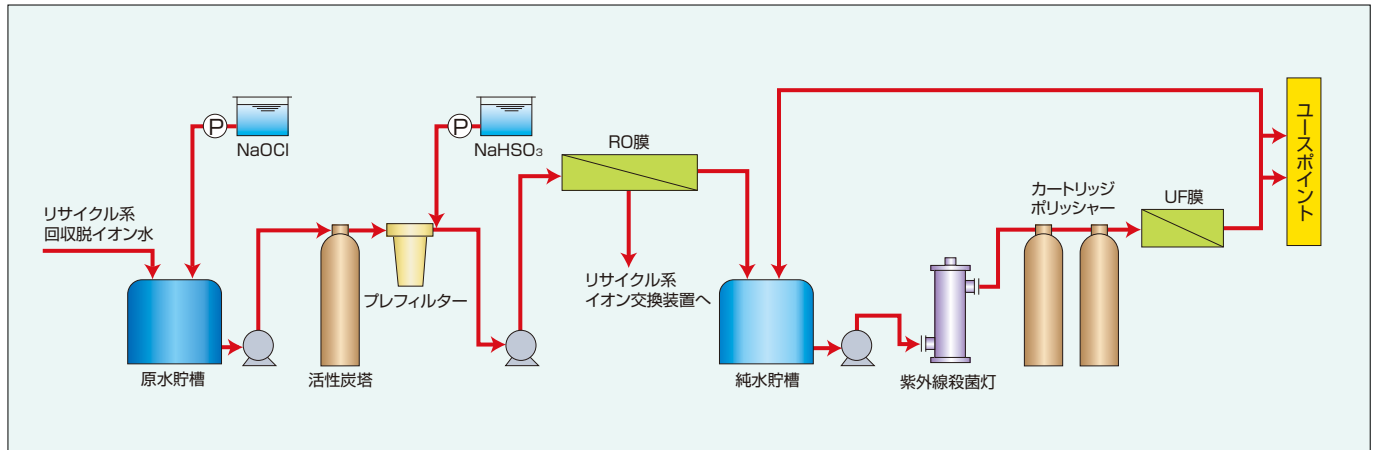 リサイクル系
回収脱イオン水
P
NaOCl
原水貯槽
活性炭塔
プレフィルター
P
NaHSO₃
RO膜
リサイクル系
イオン交換装置へ
純水貯槽
紫外線殺菌灯
カートリッジ
ポリッシャー
UF膜
ユースポイント